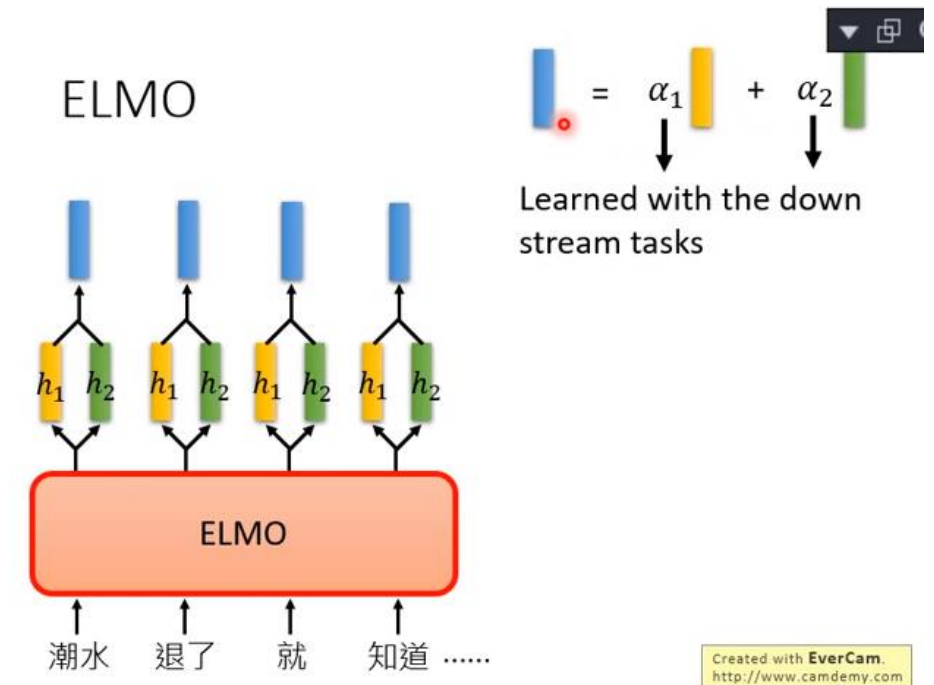 ELMO
= α₁ + α₂
Learned with the down
stream tasks
h₁ h₂ h₁ h₂ h₁ h₂ h₁ h₂
ELMO
潮水 退了 就 知道 ......
Created with EverCam.
http://www.camdemy.com